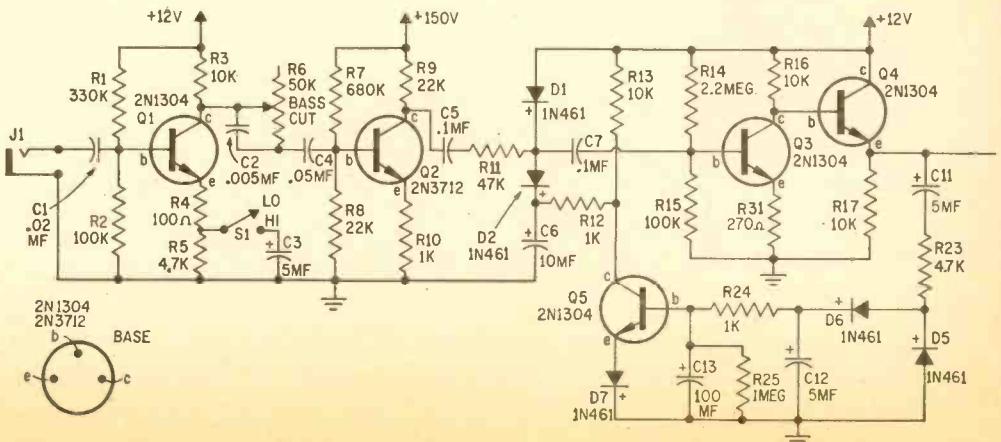 +12V
R1
330K
R3
10K
2N1304
Q1
b
c
e
J1
C1
.02
MF
R2
100K
R4
100Ω
R5
4.7K
LO
HI
S1
C3
5MF
C2
.005MF
R6
50K
BASS
CUT
C4
.05MF
+150V
R7
680K
R9
22K
b
c
e
Q2
2N3712
R8
22K
R10
1K
C5
.1MF
R11
47K
D1
1N461
+
D2
1N461
+
C7
.1MF
R12
1K
C6
10MF
+
R13
10K
R14
2.2MEG.
R16
10K
+12V
Q4
2N1304
c
b
e
Q3
2N1304
c
b
e
R15
100K
R31
270Ω
R17
10K
C11
5MF
+
R23
4.7K
Q5
2N1304
c
b
e
R24
1K
D6
1N461
+
D5
1N461
+
D7
1N461
+
C13
100
MF
+
R25
1MEG
C12
5MF
+
2N1304
2N3712
BASE
b
e
c